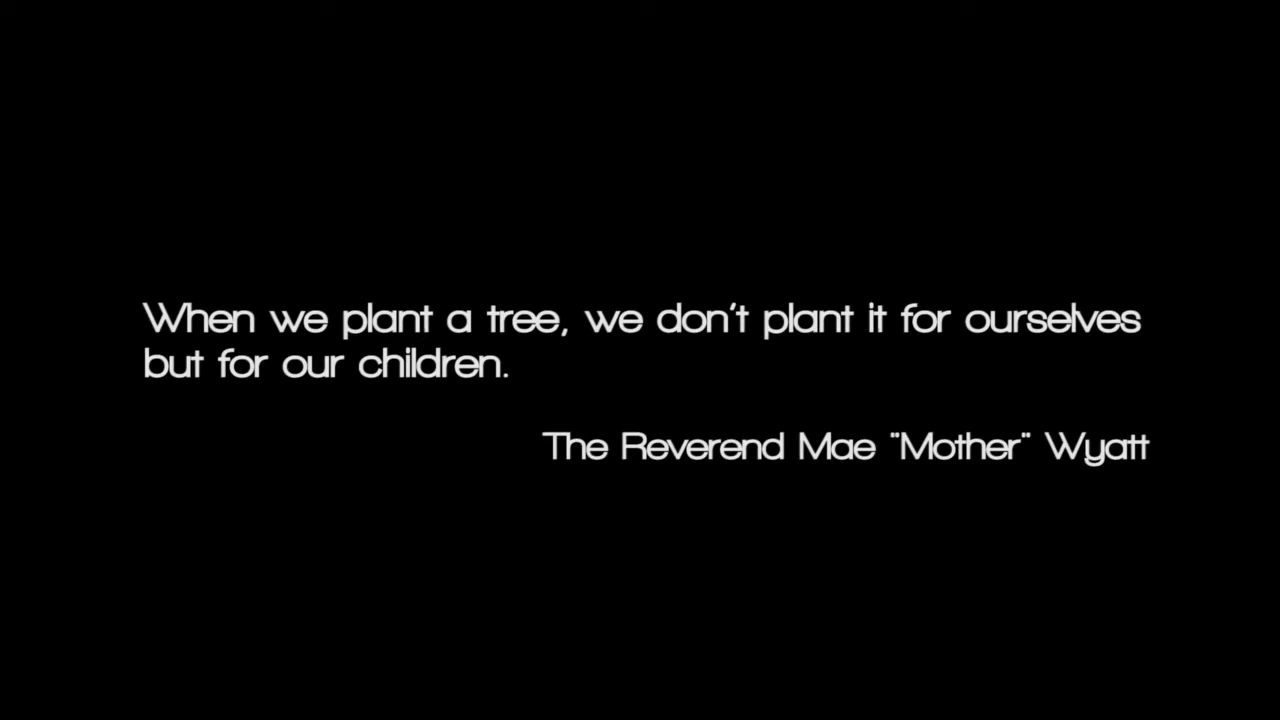 When we plant a tree, we don't plant it for ourselves
but for our children.
The Reverend Mae "Mother" Wyatt